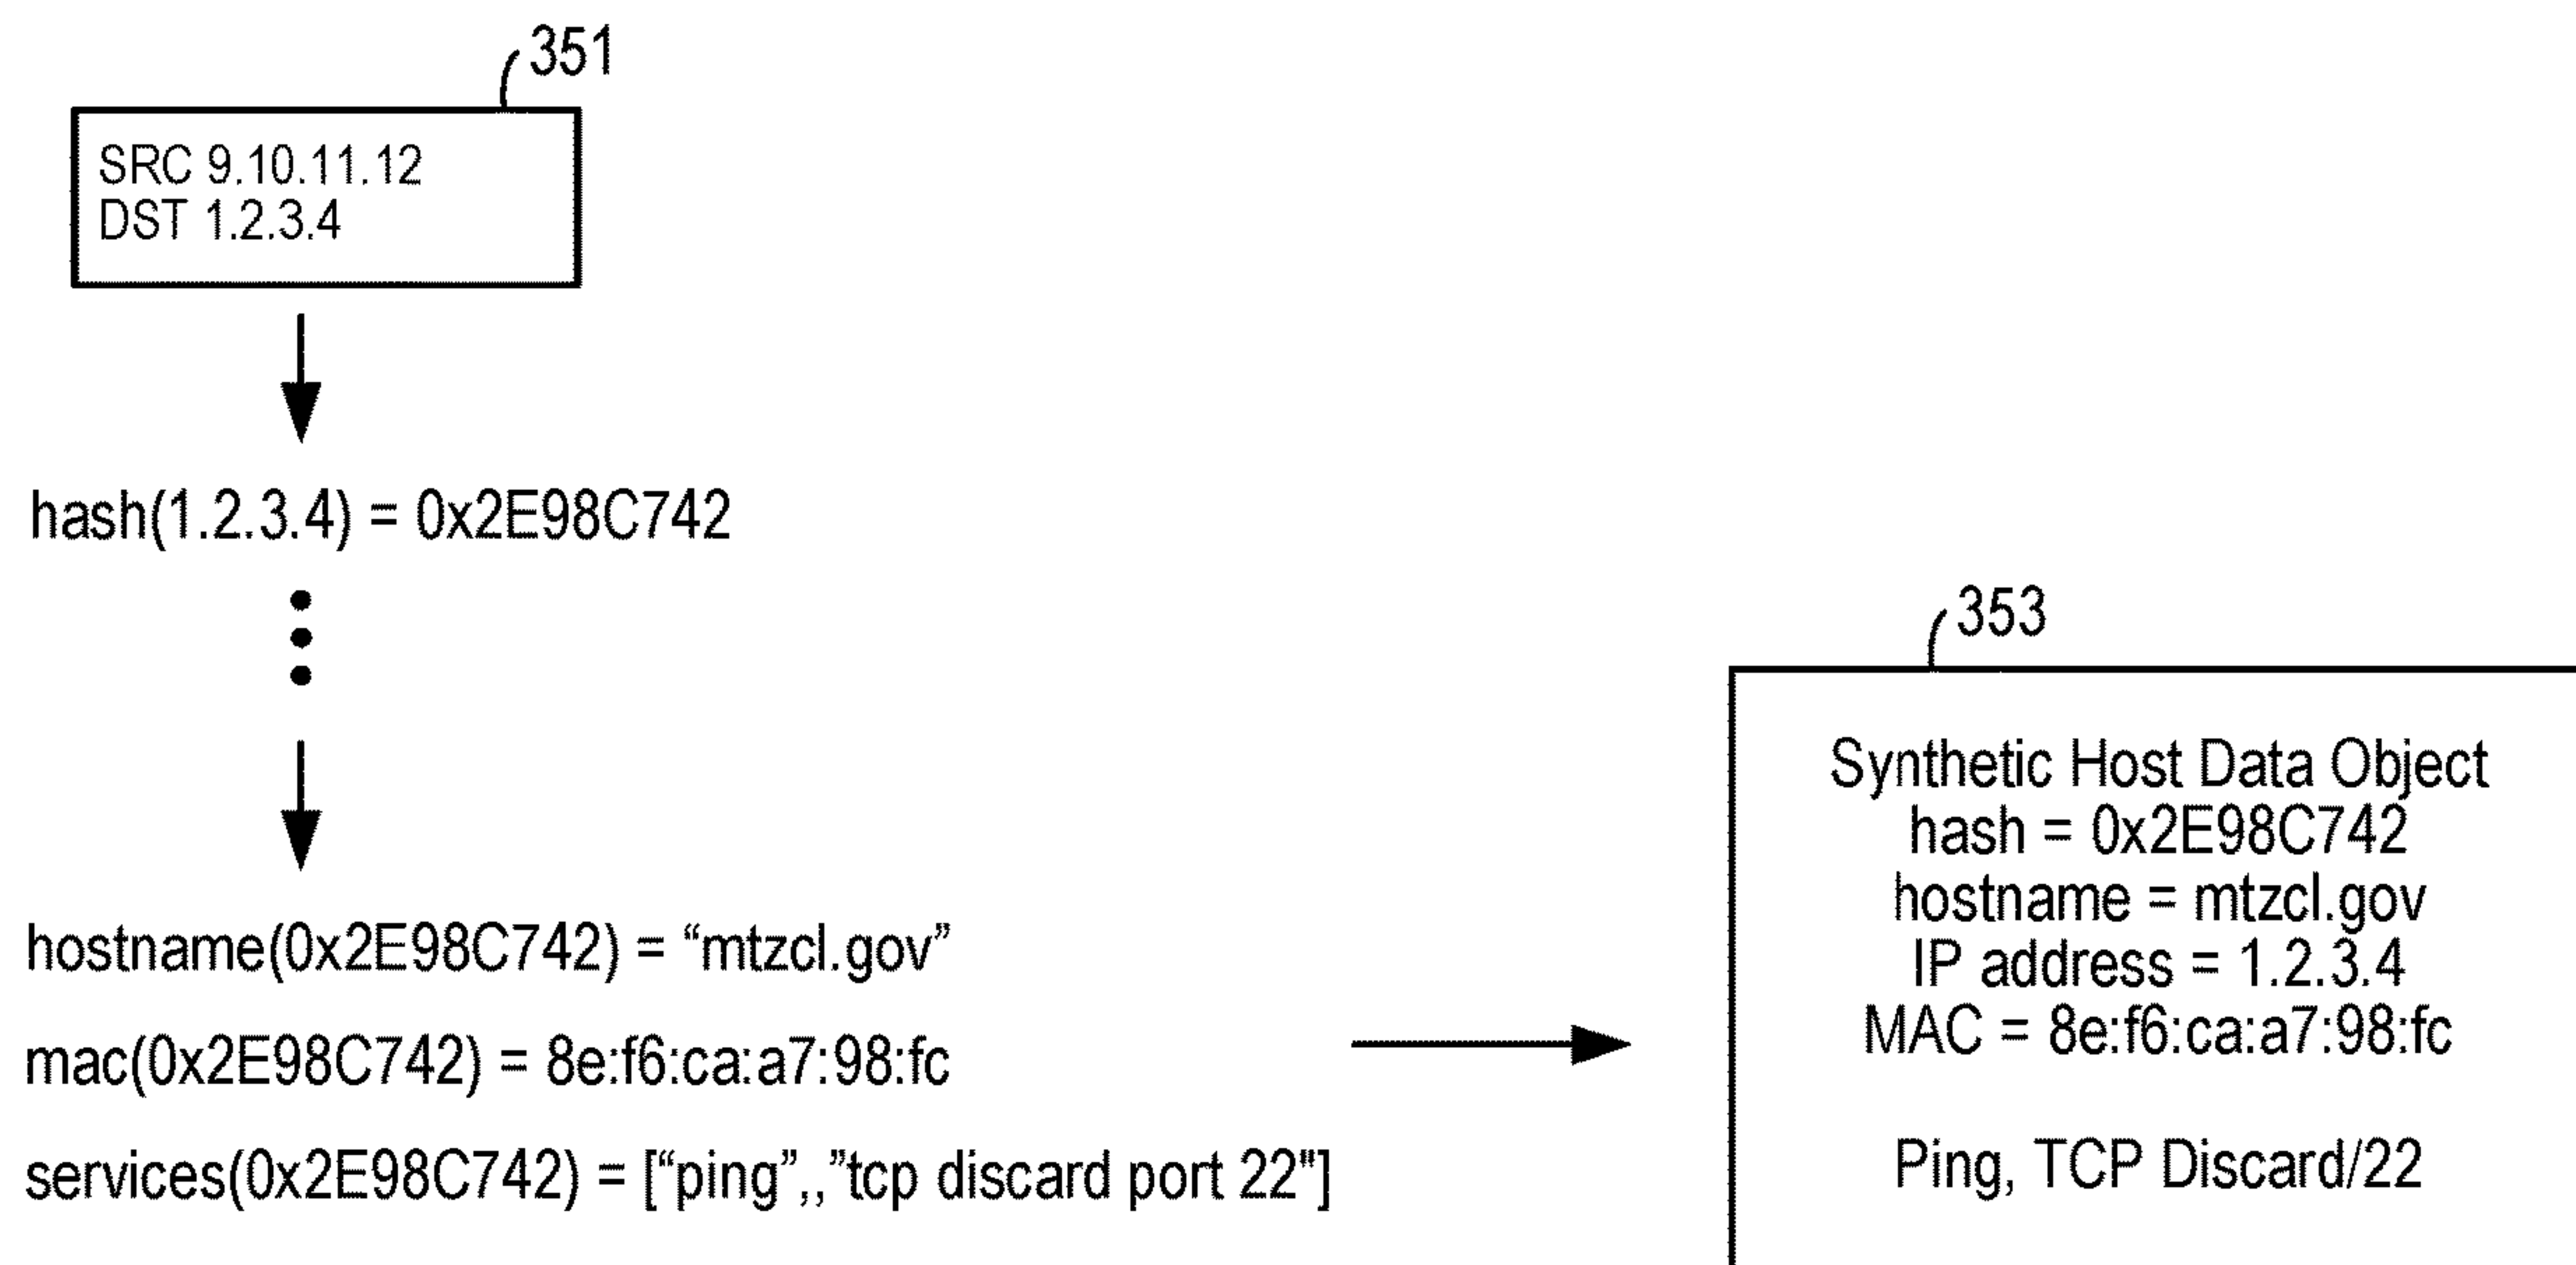 351
SRC 9.10.11.12
DST 1.2.3.4
hash(1.2.3.4) = 0x2E98C742
hostname(0x2E98C742) = “mtzcl.gov”
mac(0x2E98C742) = 8e:f6:ca:a7:98:fc
services(0x2E98C742) = [“ping”,,”tcp discard port 22"]
353
Synthetic Host Data Object
hash = 0x2E98C742
hostname = mtzcl.gov
IP address = 1.2.3.4
MAC = 8e:f6:ca:a7:98:fc
Ping, TCP Discard/22